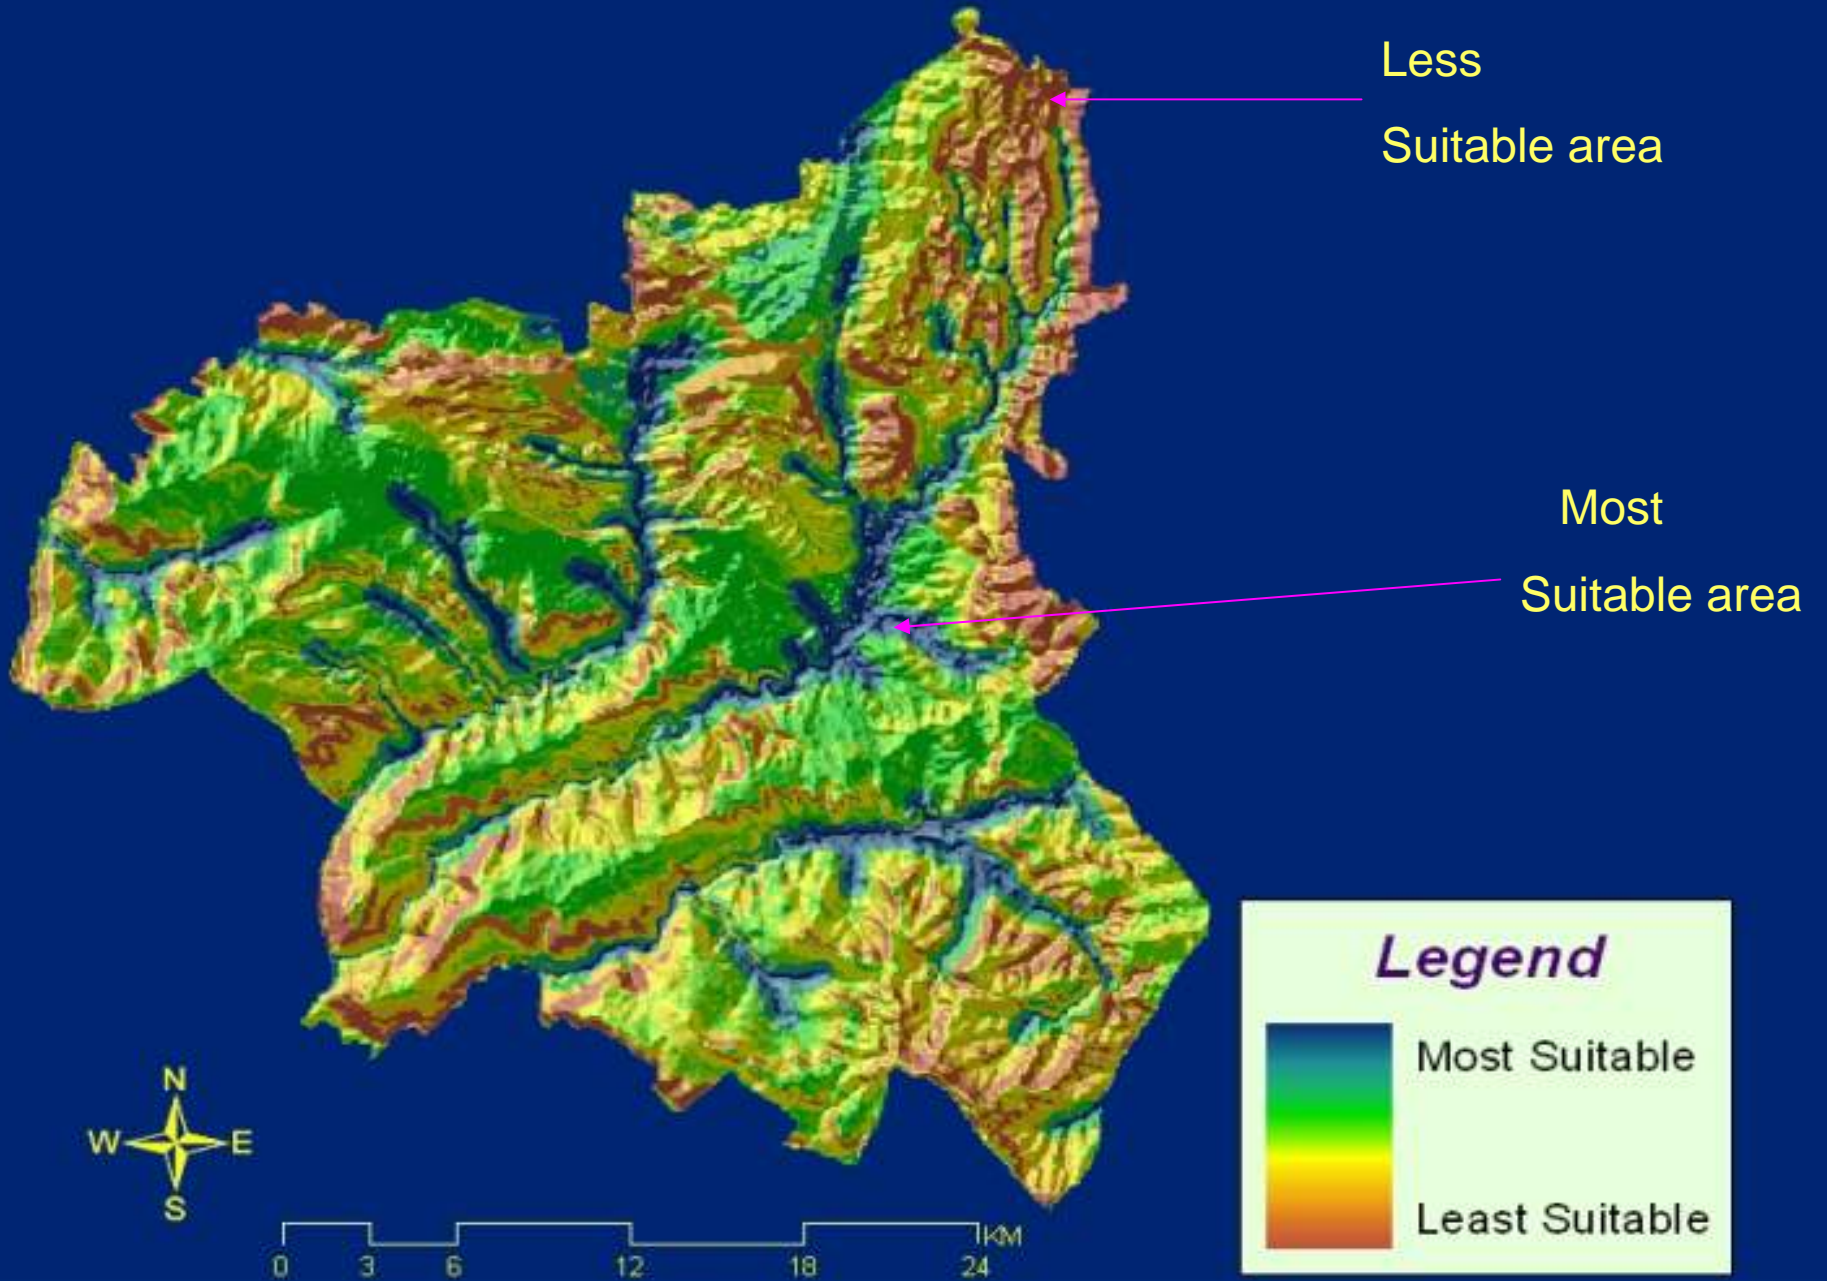 Less
Suitable area
Most
Suitable area
Legend
Most Suitable
Least Suitable
N
W E
S
KM
0 3 6 12 18 24